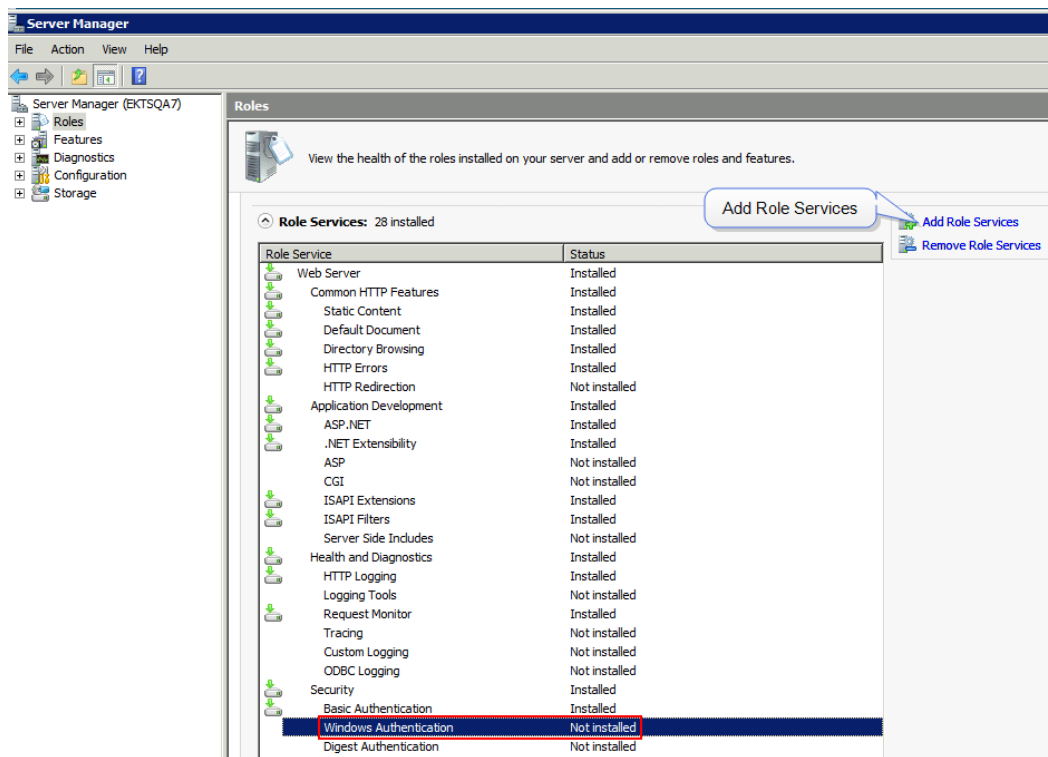 Server Manager
File Action View Help
Server Manager (EKTSQA7)
Roles
Features
Diagnostics
Configuration
Storage
Roles
View the health of the roles installed on your server and add or remove roles and features.
Add Role Services
Role Services: 28 installed
Add Role Services
Remove Role Services
Role Service Status
Web Server Installed
Common HTTP Features Installed
Static Content Installed
Default Document Installed
Directory Browsing Installed
HTTP Errors Installed
HTTP Redirection Not installed
Application Development Installed
ASP.NET Installed
.NET Extensibility Installed
ASP Not installed
CGI Not installed
ISAPI Extensions Installed
ISAPI Filters Installed
Server Side Includes Not installed
Health and Diagnostics Installed
HTTP Logging Installed
Logging Tools Not installed
Request Monitor Installed
Tracing Not installed
Custom Logging Not installed
ODBC Logging Not installed
Security Installed
Basic Authentication Installed
Windows Authentication Not installed
Digest Authentication Not installed